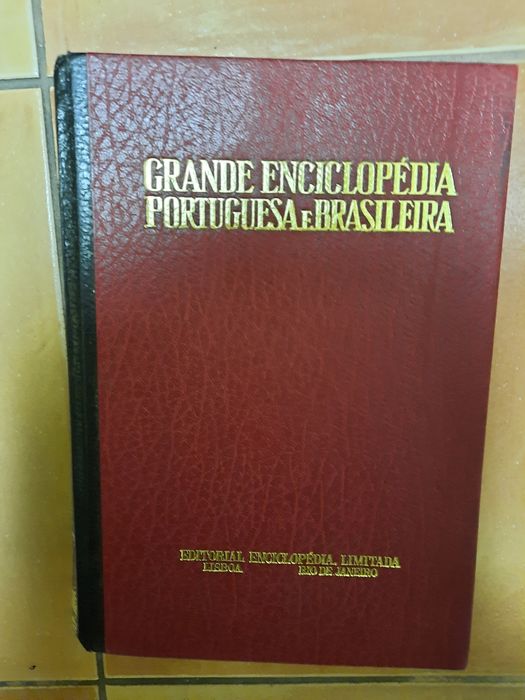 GRANDE ENCICLOPÉDIA
PORTUGUESA E BRASILEIRA
EDITORIAL ENCICLOPÉDIA, LIMITADA
LISBOA RIO DE JANEIRO